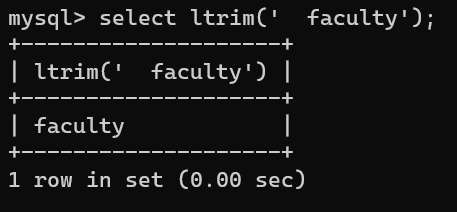 mysql> select ltrim('  faculty');
+-------------------+
| ltrim('  faculty') |
+-------------------+
| faculty            |
+-------------------+
1 row in set (0.00 sec)